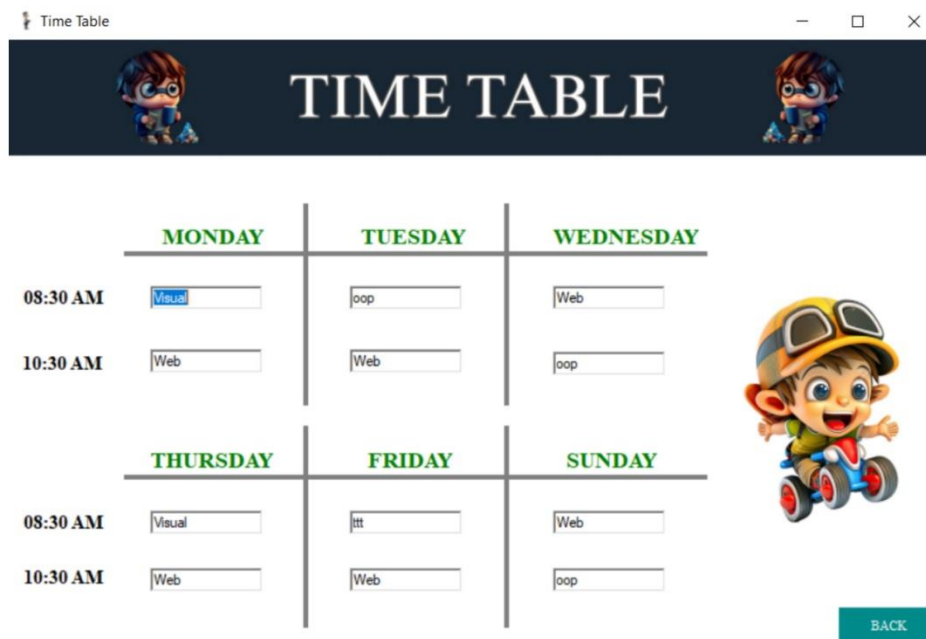 Time Table
TIME TABLE
MONDAY TUESDAY WEDNESDAY
08:30 AM Visual oop Web
10:30 AM Web Web oop
THURSDAY FRIDAY SUNDAY
08:30 AM Visual ttt Web
10:30 AM Web Web oop
BACK